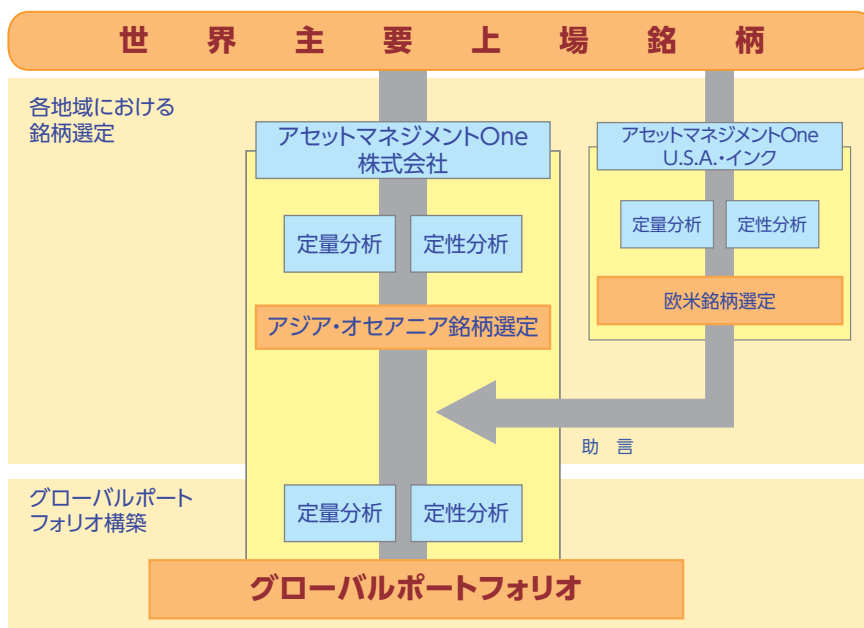 世界主要上場銘柄
各地域における
銘柄選定
アセットマネジメントOne
株式会社
定量分析
定性分析
アジア・オセアニア銘柄選定
アセットマネジメントOne
U.S.A.・インク
定量分析
定性分析
欧米銘柄選定
助言
グローバルポート
フォリオ構築
定量分析
定性分析
グローバルポートフォリオ